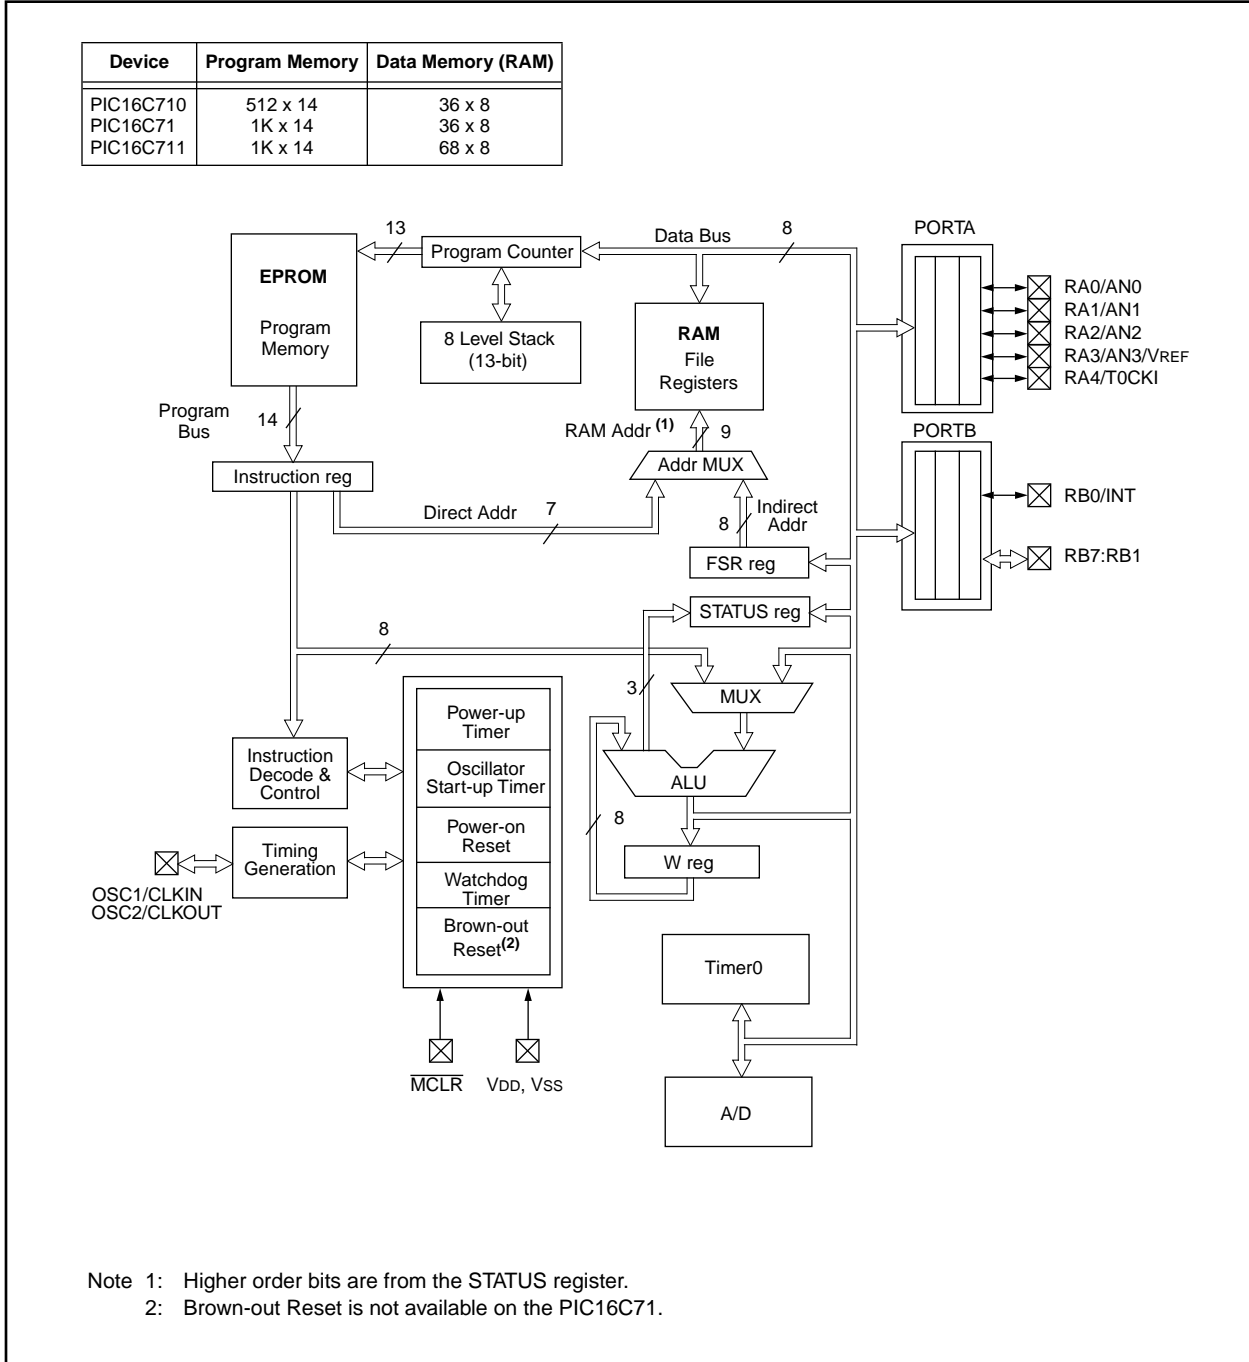 Device Program Memory Data Memory (RAM)
PIC16C710 512 x 14 36 x 8
PIC16C71 1K x 14 36 x 8
PIC16C711 1K x 14 68 x 8
EPROM
Program
Memory
13
Program Counter
8 Level Stack
(13-bit)
Data Bus
8
RAM
File
Registers
PORTA
RA0/AN0
RA1/AN1
RA2/AN2
RA3/AN3/VREF
RA4/T0CKI
Program
Bus
14
RAM Addr (1)
9
PORTB
Instruction reg
Addr MUX
Direct Addr
7
8
Indirect
Addr
RB0/INT
FSR reg
RB7:RB1
STATUS reg
8
3
MUX
Power-up
Timer
Instruction
Decode &
Control
Oscillator
Start-up Timer
ALU
8
Power-on
Reset
Timing
Generation
W reg
OSC1/CLKIN
OSC2/CLKOUT
Watchdog
Timer
Brown-out
Reset(2)
Timer0
MCLR
VDD, VSS
A/D
Note 1: Higher order bits are from the STATUS register.
2: Brown-out Reset is not available on the PIC16C71.